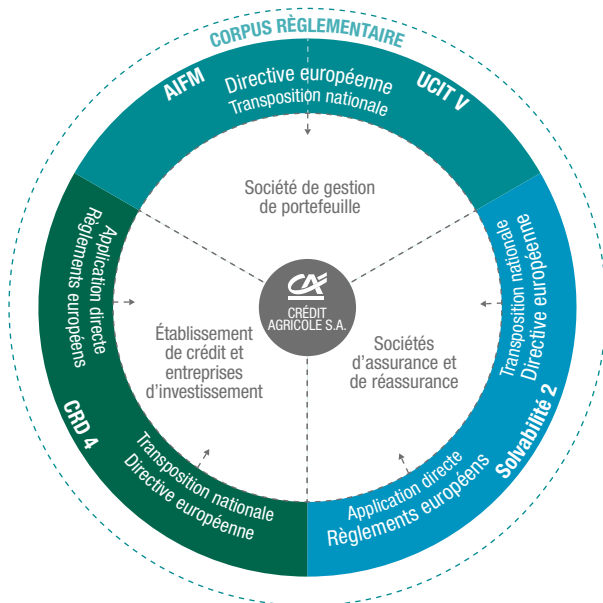 CORPUS RÈGLEMENTAIRE
AIFM
Directive européenne
Transposition nationale
UCIT V
Société de gestion
de portefeuille
Application directe
Règlements européens
CRD 4
Transposition nationale
Directive européenne
Établissement
de crédit et
entreprises
d'investissement
CA
CRÉDIT
AGRICOLE S.A.
Sociétés
d'assurance et
de réassurance
Transposition nationale
Directive européenne
Solvabilité 2
Application directe
Règlements européens